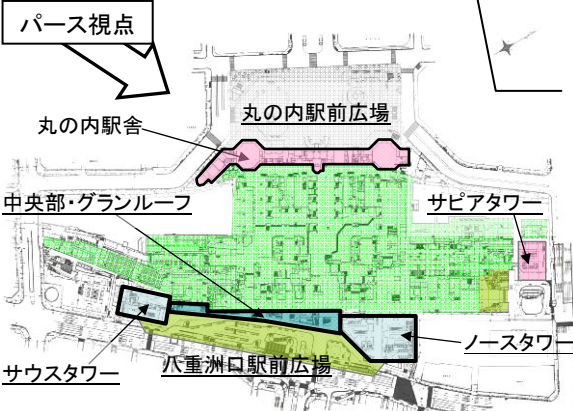 パース視点
丸の内駅前広場
丸の内駅舎
中央部・グランルーフ
サピアタワー
ノースタワー
サウスタワー
八重洲口駅前広場